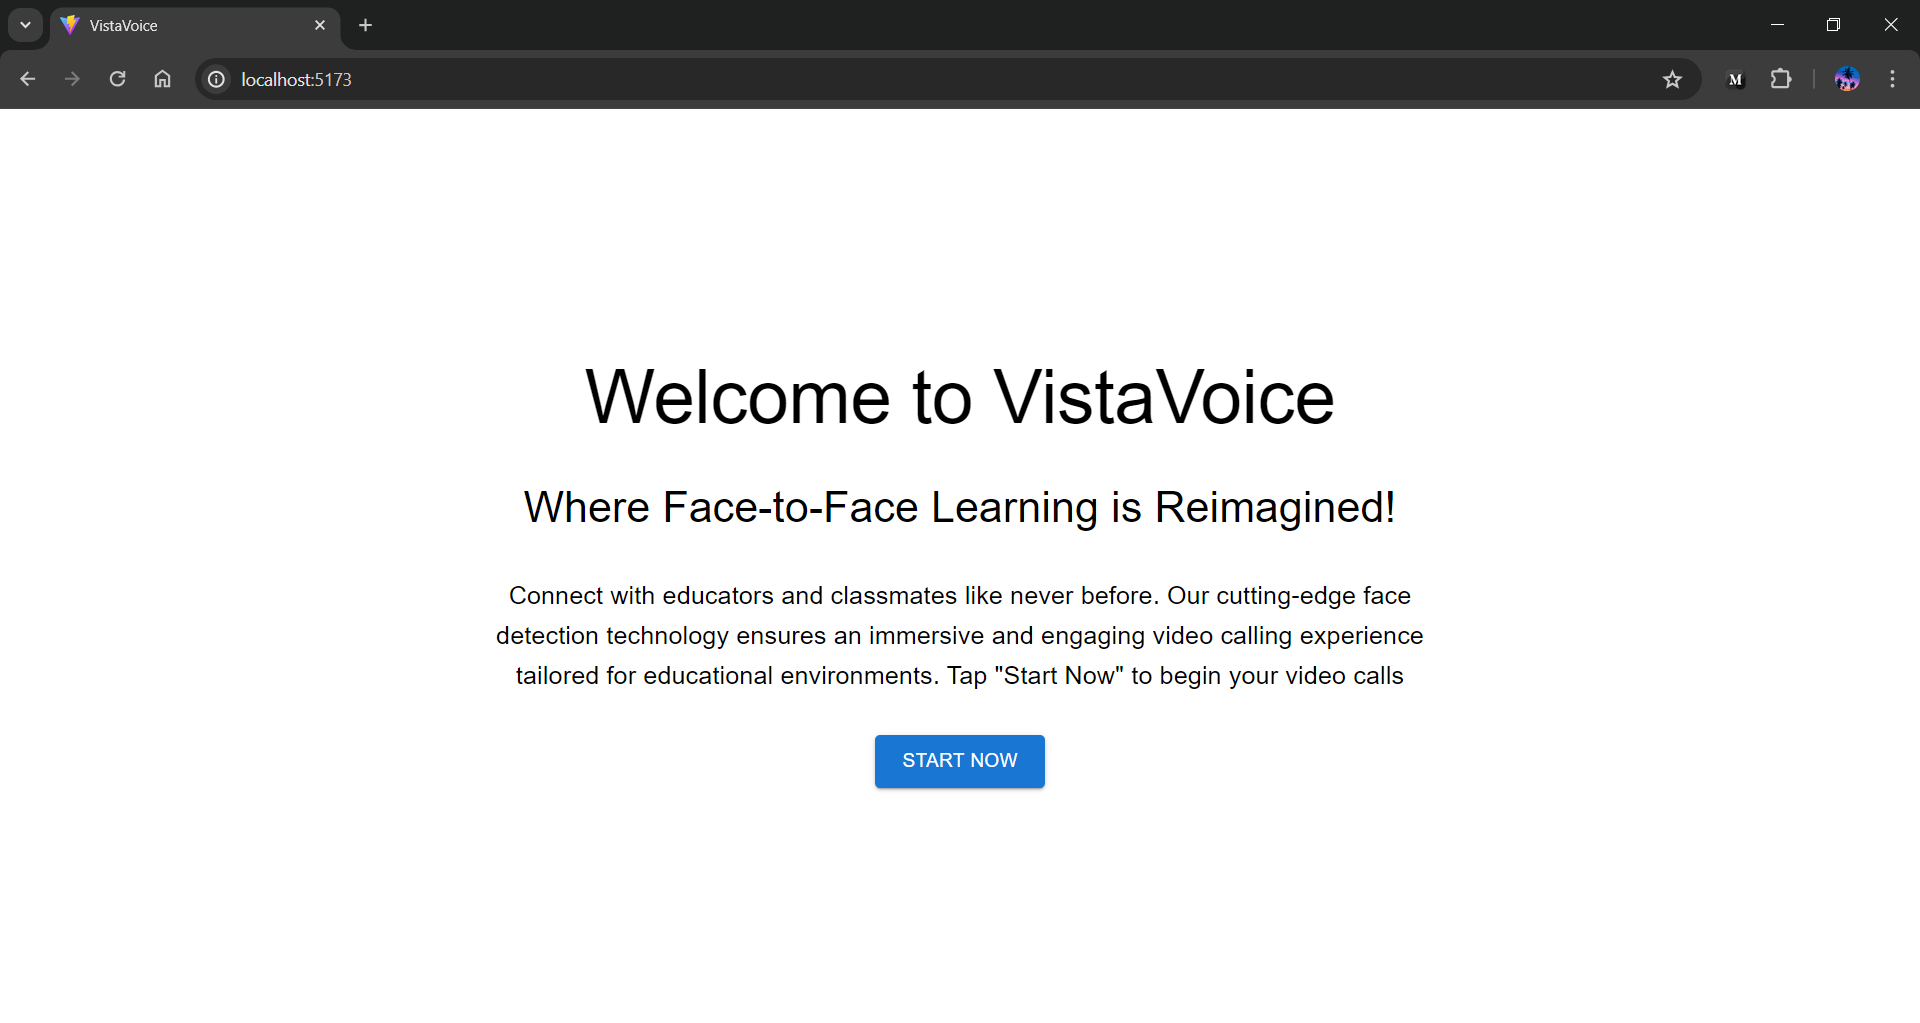 VistaVoice
localhost:5173
M
Welcome to VistaVoice
Where Face-to-Face Learning is Reimagined!
Connect with educators and classmates like never before. Our cutting-edge face
detection technology ensures an immersive and engaging video calling experience
tailored for educational environments. Tap "Start Now" to begin your video calls
START NOW